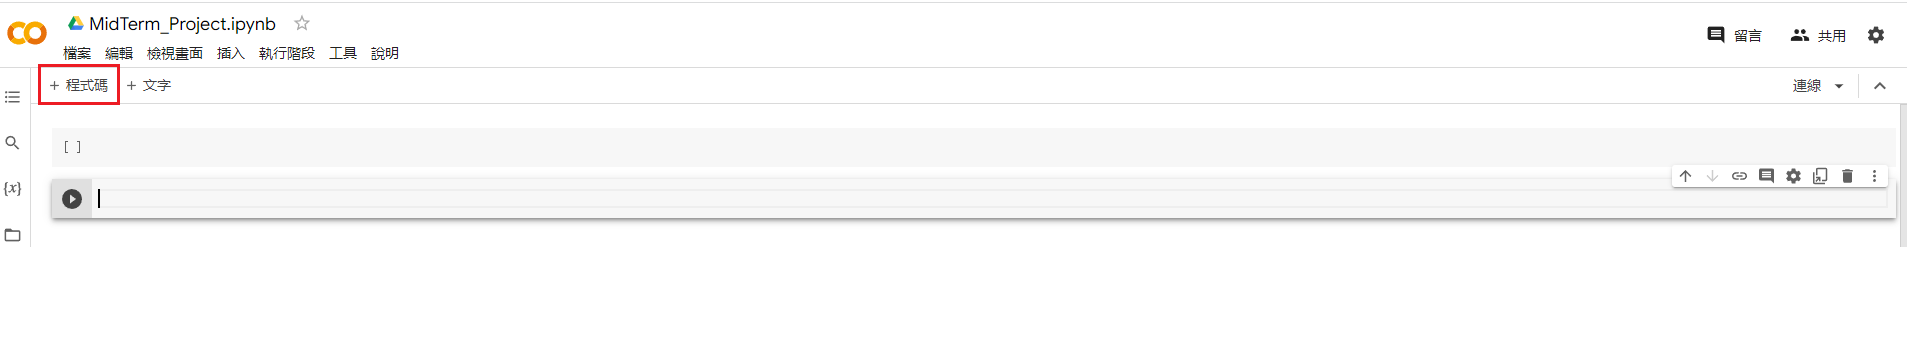 MidTerm_Project.ipynb
檔案 編輯 檢視畫面 插入 執行階段 工具 說明
留言 共用
+ 程式碼 + 文字
連線
[ ]
{x}